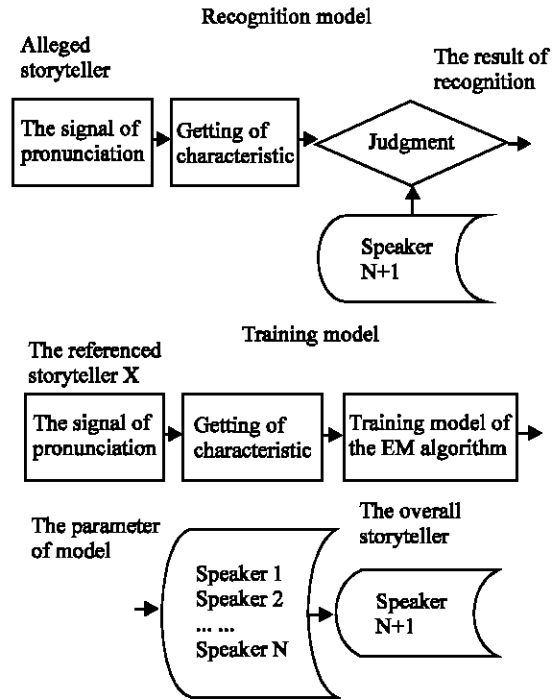 Recognition model
Alleged
storyteller
The result of
recognition
The signal of
pronunciation
Getting of
characteristic
Judgment
Speaker
N+1
Training model
The referenced
storyteller X
The signal of
pronunciation
Getting of
characteristic
Training model of
the EM algorithm
The parameter
of model
The overall
storyteller
Speaker 1
Speaker 2
... ...
Speaker N
Speaker
N+1